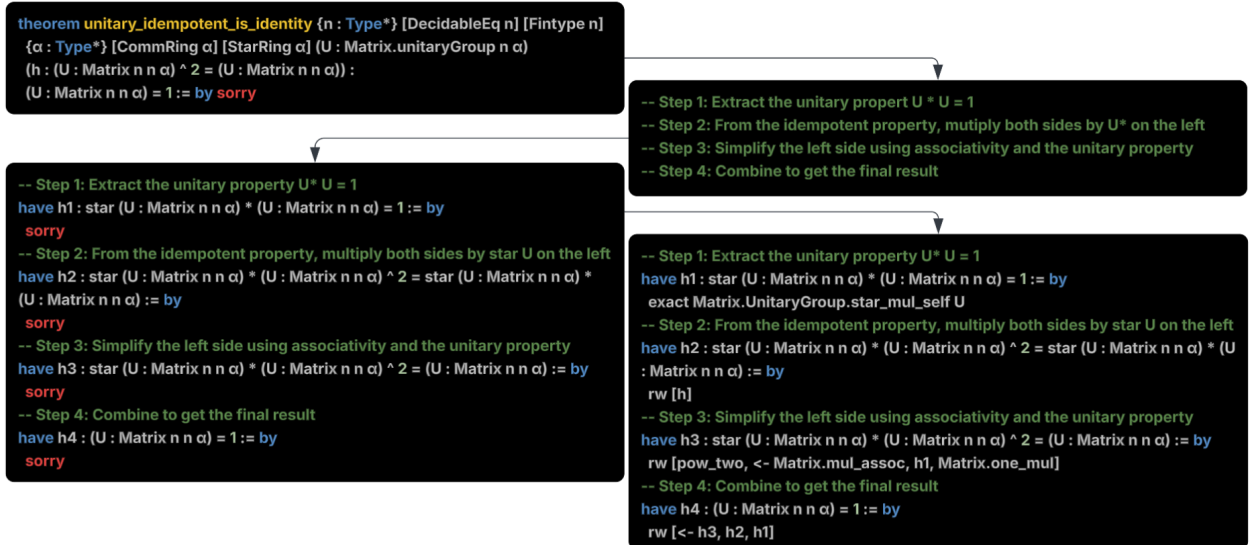 theorem unitary_idempotent_is_identity {n : Type*} [DecidableEq n] [Fintype n]
{α : Type*} [CommRing α] [StarRing α] (U : Matrix.unitaryGroup n α)
(h : (U : Matrix n n α) ^ 2 = (U : Matrix n n α)) :
(U : Matrix n n α) = 1 := by sorry
-- Step 1: Extract the unitary propert U * U = 1
-- Step 2: From the idempotent property, mutiply both sides by U* on the left
-- Step 3: Simplify the left side using associativity and the unitary property
-- Step 4: Combine to get the final result
-- Step 1: Extract the unitary property U* U = 1
have h1 : star (U : Matrix n n α) * (U : Matrix n n α) = 1 := by
sorry
-- Step 2: From the idempotent property, multiply both sides by star U on the left
have h2 : star (U : Matrix n n α) * (U : Matrix n n α) ^ 2 = star (U : Matrix n n α) *
(U : Matrix n n α) := by
sorry
-- Step 3: Simplify the left side using associativity and the unitary property
have h3 : star (U : Matrix n n α) * (U : Matrix n n α) ^ 2 = (U : Matrix n n α) := by
sorry
-- Step 4: Combine to get the final result
have h4 : (U : Matrix n n α) = 1 := by
sorry
-- Step 1: Extract the unitary property U* U = 1
have h1 : star (U : Matrix n n α) * (U : Matrix n n α) = 1 := by
exact Matrix.UnitaryGroup.star_mul_self U
-- Step 2: From the idempotent property, multiply both sides by star U on the left
have h2 : star (U : Matrix n n α) * (U : Matrix n n α) ^ 2 = star (U : Matrix n n α) * (U
: Matrix n n α) := by
rw [h]
-- Step 3: Simplify the left side using associativity and the unitary property
have h3 : star (U : Matrix n n α) * (U : Matrix n n α) ^ 2 = (U : Matrix n n α) := by
rw [pow_two, <- Matrix.mul_assoc, h1, Matrix.one_mul]
-- Step 4: Combine to get the final result
have h4 : (U : Matrix n n α) = 1 := by
rw [<- h3, h2, h1]